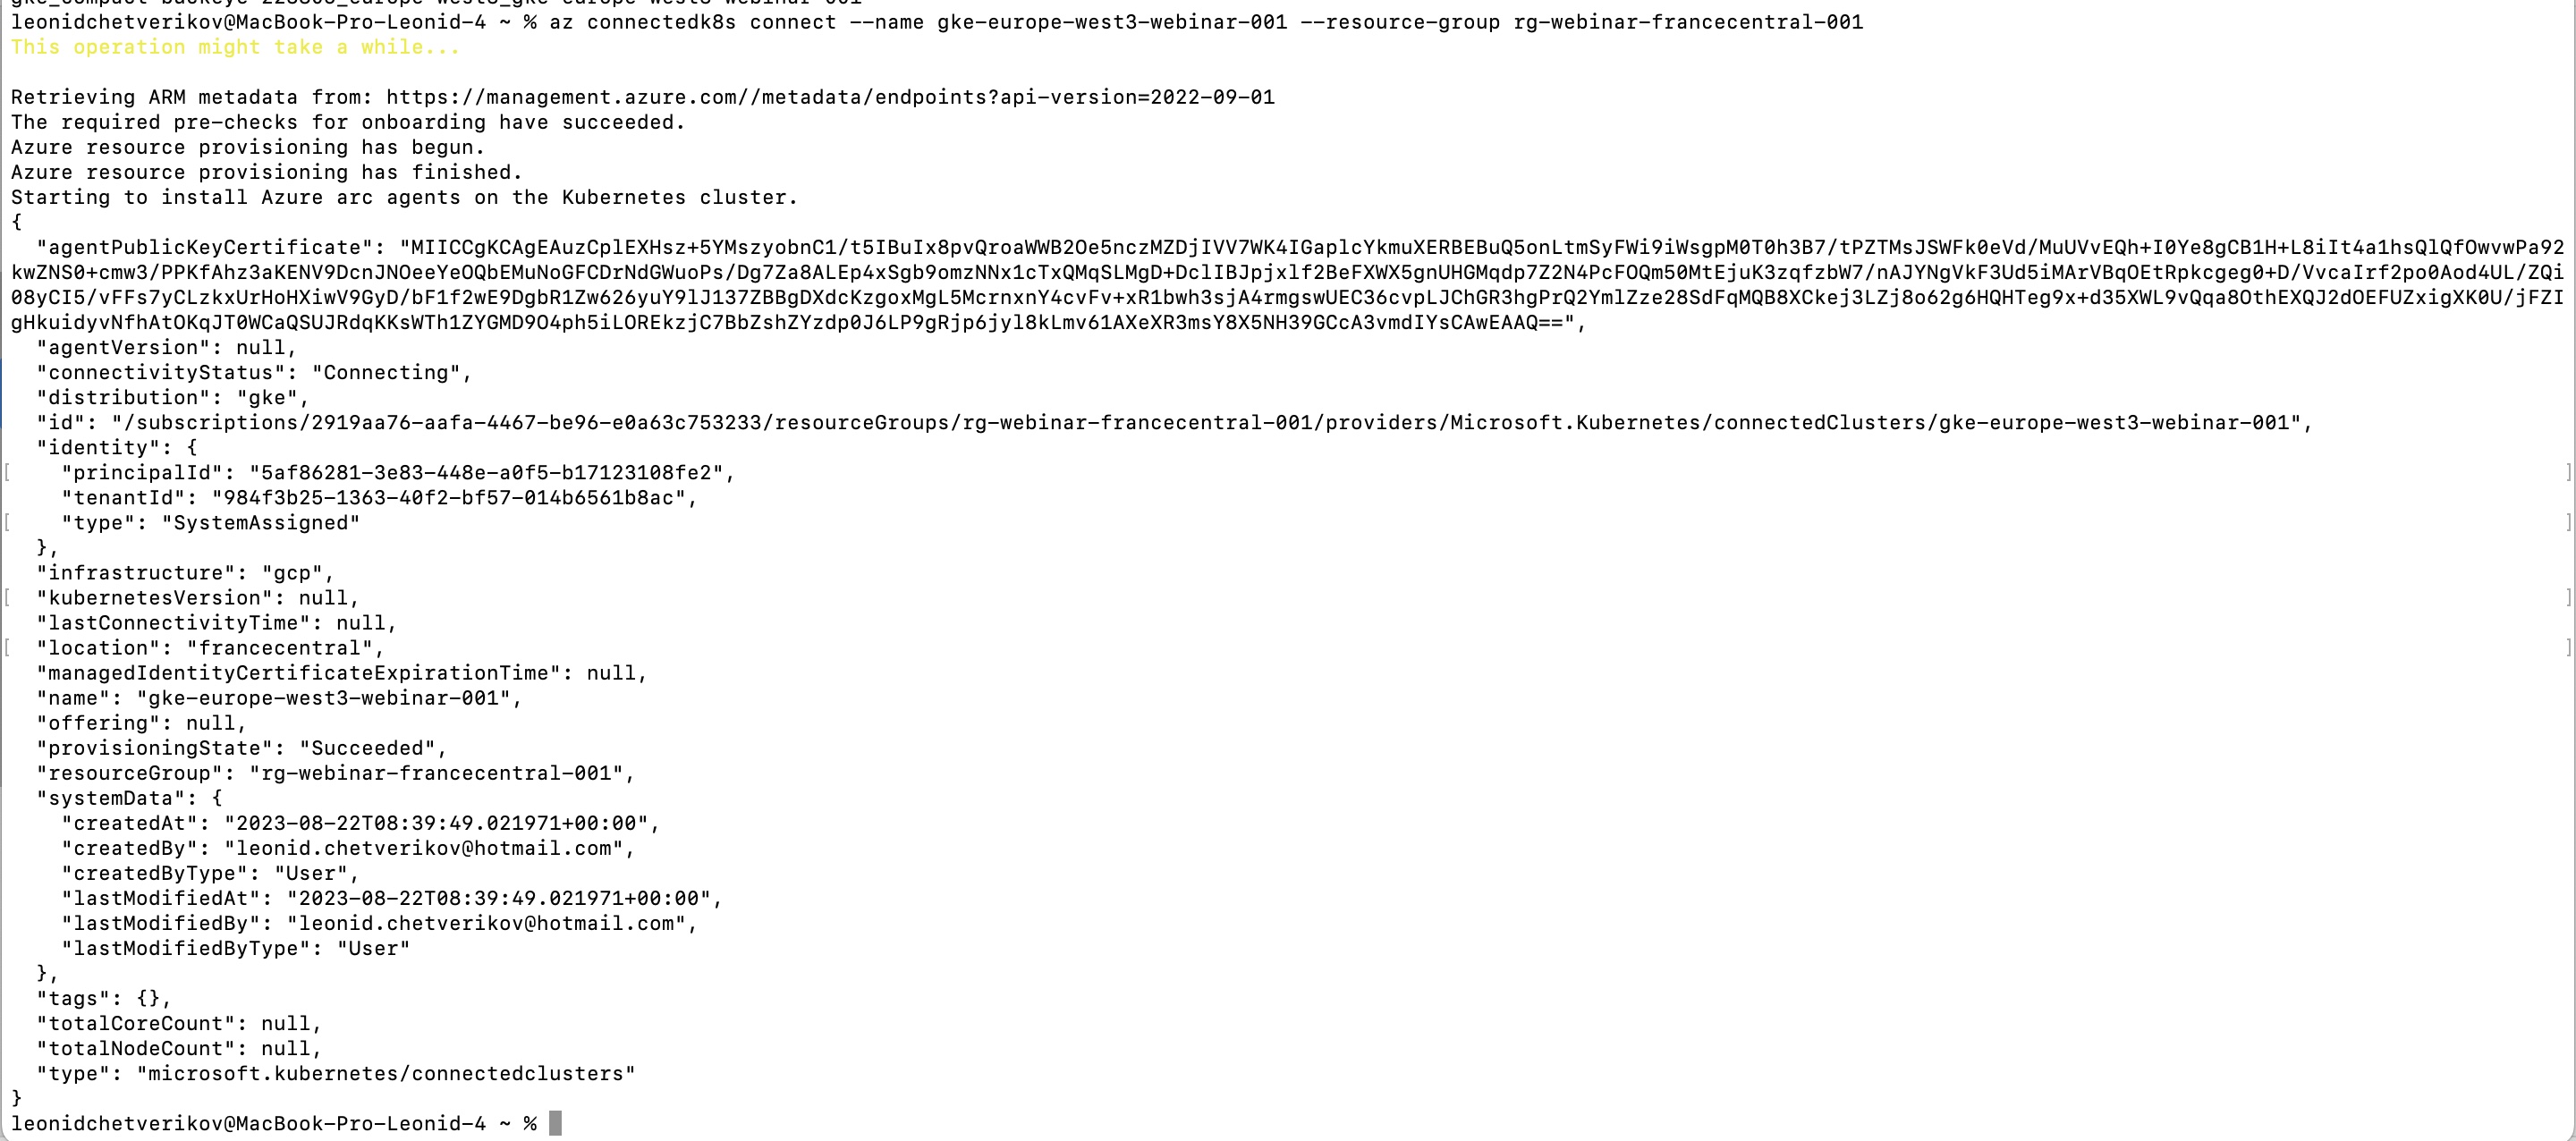 leonidchetverikov@MacBook-Pro-Leonid-4 ~ % az connectedk8s connect --name gke-europe-west3-webinar-001 --resource-group rg-webinar-francecentral-001
This operation might take a while...
Retrieving ARM metadata from: https://management.azure.com//metadata/endpoints?api-version=2022-09-01
The required pre-checks for onboarding have succeeded.
Azure resource provisioning has begun.
Azure resource provisioning has finished.
Starting to install Azure arc agents on the Kubernetes cluster.
{
  "agentPublicKeyCertificate": "MIICCgKCAgEAuzCplEXHsz+5YMszyobnC1/t5IBuIx8pvQroaWWB2Oe5nczMZDjIVV7WK4IGaplcYkmuXERBEBuQ5onLtmSyFWi9iWsgpM0T0h3B7/tPZTMsJSWFk0eVd/MuUVvEQh+I0Ye8gCB1H+L8iIt4a1hsQlQfOwvwPa92
kwZNS0+cmw3/PPKfAhz3aKENV9DcnJNOeeYeOQbEMuNoGFCDrNdGWuoPs/Dg7Za8ALEp4xSgb9omzNNx1cTxQMqSLMgD+DclIBJpjxlf2BeFXWX5gnUHGMqdp7Z2N4PcFOQm50MtEjuK3zqfzbW7/nAJYNgVkF3Ud5iMArVBqOEtRpkcgeg0+D/VvcaIrf2po0Aod4UL/ZQi
08yCI5/vFFs7yCLzkxUrHoHXiwV9GyD/bF1f2wE9DgbR1Zw626yuY9lJ137ZBBgDXdcKzgoxMgL5McrnxnY4cvFv+xR1bwh3sjA4rmgswUEC36cvpLJChGR3hgPrQ2YmlZze28SdFqMQB8XCkej3LZj8o62g6HQHTeg9x+d35XWL9vQqa8OthEXQJ2dOEFUZxigXK0U/jFZI
gHkuidyvNfhAtOKqJT0WCaQSUJRdqKKsWTh1ZYGMD9O4ph5iLOREkzjC7BbZshZYzdp0J6LP9gRjp6jyl8kLmv61AXeXR3msY8X5NH39GCcA3vmdIYsCAwEAAQ==",
  "agentVersion": null,
  "connectivityStatus": "Connecting",
  "distribution": "gke",
  "id": "/subscriptions/2919aa76-aafa-4467-be96-e0a63c753233/resourceGroups/rg-webinar-francecentral-001/providers/Microsoft.Kubernetes/connectedClusters/gke-europe-west3-webinar-001",
  "identity": {
    "principalId": "5af86281-3e83-448e-a0f5-b17123108fe2",
    "tenantId": "984f3b25-1363-40f2-bf57-014b6561b8ac",
    "type": "SystemAssigned"
  },
  "infrastructure": "gcp",
  "kubernetesVersion": null,
  "lastConnectivityTime": null,
  "location": "francecentral",
  "managedIdentityCertificateExpirationTime": null,
  "name": "gke-europe-west3-webinar-001",
  "offering": null,
  "provisioningState": "Succeeded",
  "resourceGroup": "rg-webinar-francecentral-001",
  "systemData": {
    "createdAt": "2023-08-22T08:39:49.021971+00:00",
    "createdBy": "leonid.chetverikov@hotmail.com",
    "createdByType": "User",
    "lastModifiedAt": "2023-08-22T08:39:49.021971+00:00",
    "lastModifiedBy": "leonid.chetverikov@hotmail.com",
    "lastModifiedByType": "User"
  },
  "tags": {},
  "totalCoreCount": null,
  "totalNodeCount": null,
  "type": "microsoft.kubernetes/connectedclusters"
}
leonidchetverikov@MacBook-Pro-Leonid-4 ~ %